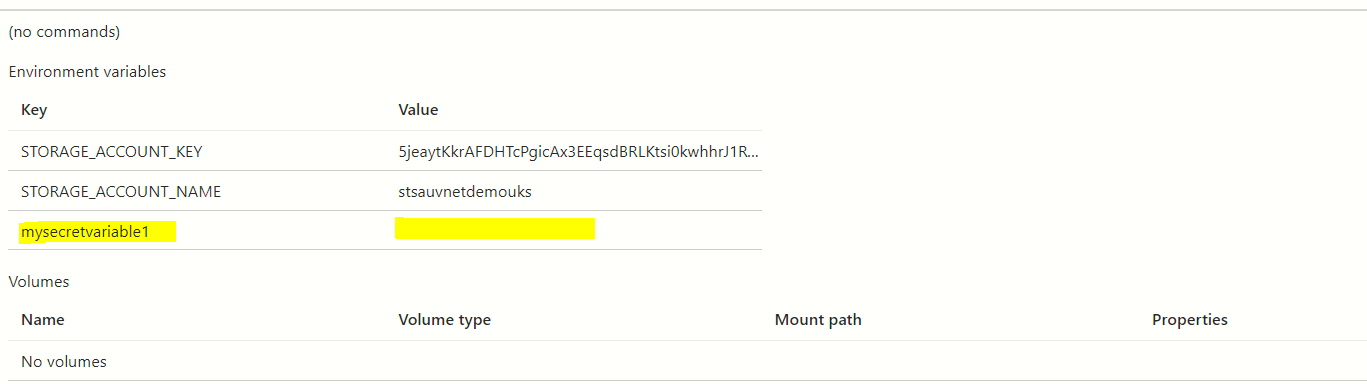 (no commands)
Environment variables
Key Value
STORAGE_ACCOUNT_KEY 5jeaytKkrAFDHTcPgicAx3EEqsdBRLKtsi0kwhhrJ1R...
STORAGE_ACCOUNT_NAME stsauvnetdemouks
mysecretvariable1
Volumes
Name Volume type Mount path Properties
No volumes